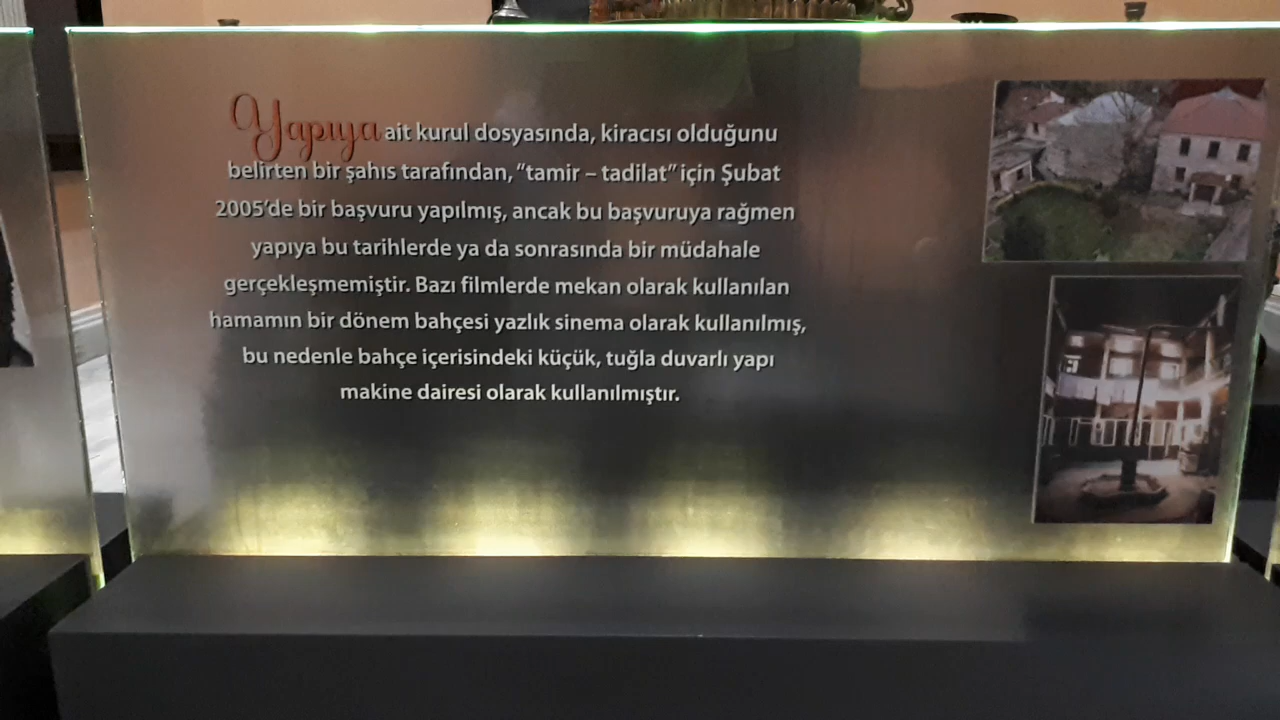 Yapıya ait kurul dosyasında, kiracısı olduğunu
belirten bir şahıs tarafından, “tamir – tadilat” için Şubat
2005’de bir başvuru yapılmış, ancak bu başvuruya rağmen
yapıya bu tarihlerde ya da sonrasında bir müdahale
gerçekleşmemiştir. Bazı filmlerde mekan olarak kullanılan
hamamın bir dönem bahçesi yazlık sinema olarak kullanılmış,
bu nedenle bahçe içerisindeki küçük, tuğla duvarlı yapı
makine dairesi olarak kullanılmıştır.